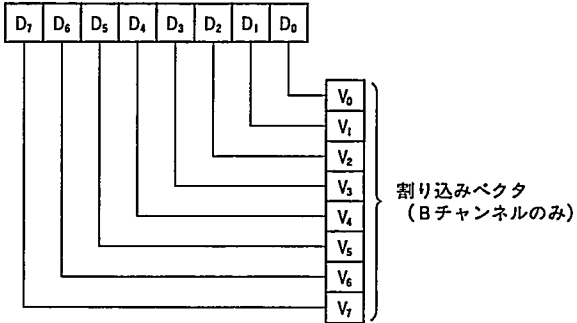 D₇ D₆ D₅ D₄ D₃ D₂ D₁ D₀
V₀
V₁
V₂
V₃
V₄
V₅
V₆
V₇
割り込みベクタ
(Bチャンネルのみ)